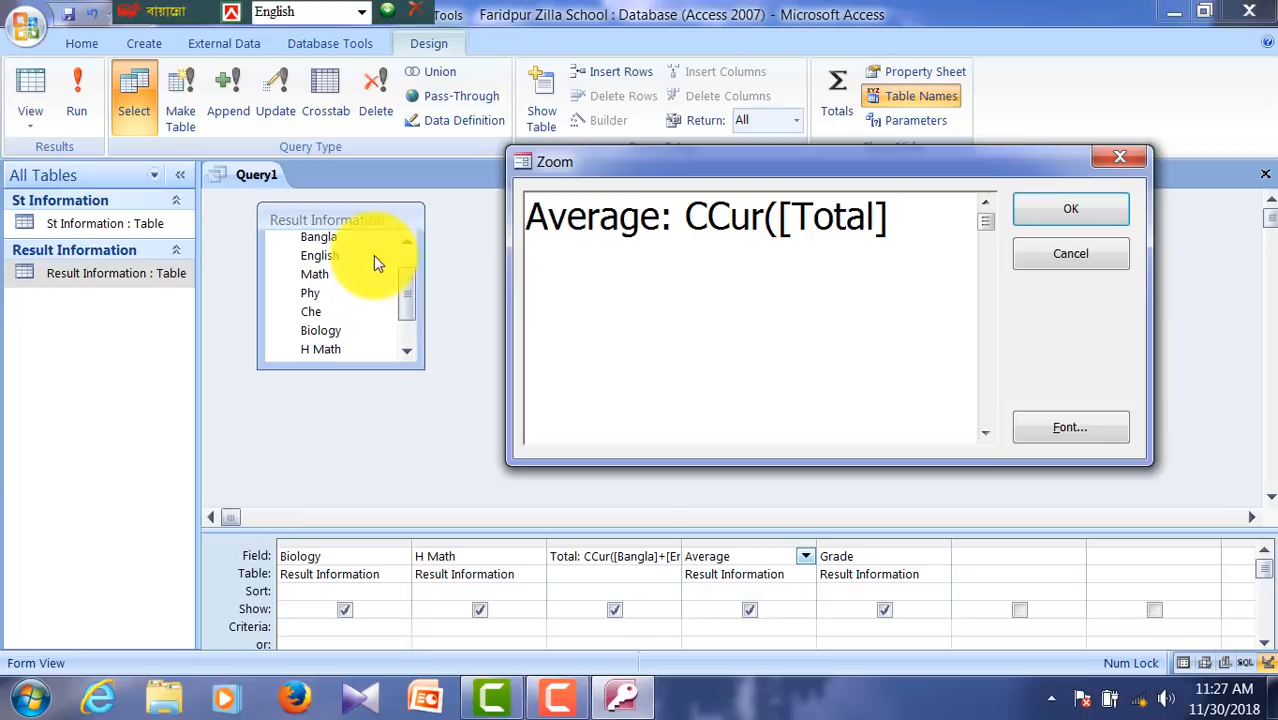 বায়ান্নো
English
Tools
Faridpur Zilla School : Database (Access 2007) - Microsoft Access
Home
Create
External Data
Database Tools
Design
View
Run
Select
Make Table
Append
Update
Crosstab
Delete
Union
Pass-Through
Data Definition
Show Table
Insert Rows
Delete Rows
Builder
Insert Columns
Delete Columns
Return: All
Totals
Property Sheet
XYZ Table Names
Parameters
Results
Query Type
All Tables
St Information
St Information : Table
Result Information
Result Information : Table
Query1
Result Information
Bangla
English
Math
Phy
Che
Biology
H Math
Zoom
Average: CCur([Total]
OK
Cancel
Font...
Field: Biology H Math Total: CCur([Bangla]+[Er Average Grade
Table: Result Information Result Information Result Information Result Information
Sort:
Show:
Criteria:
or:
Form View
Num Lock
SQL
11:27 AM
11/30/2018